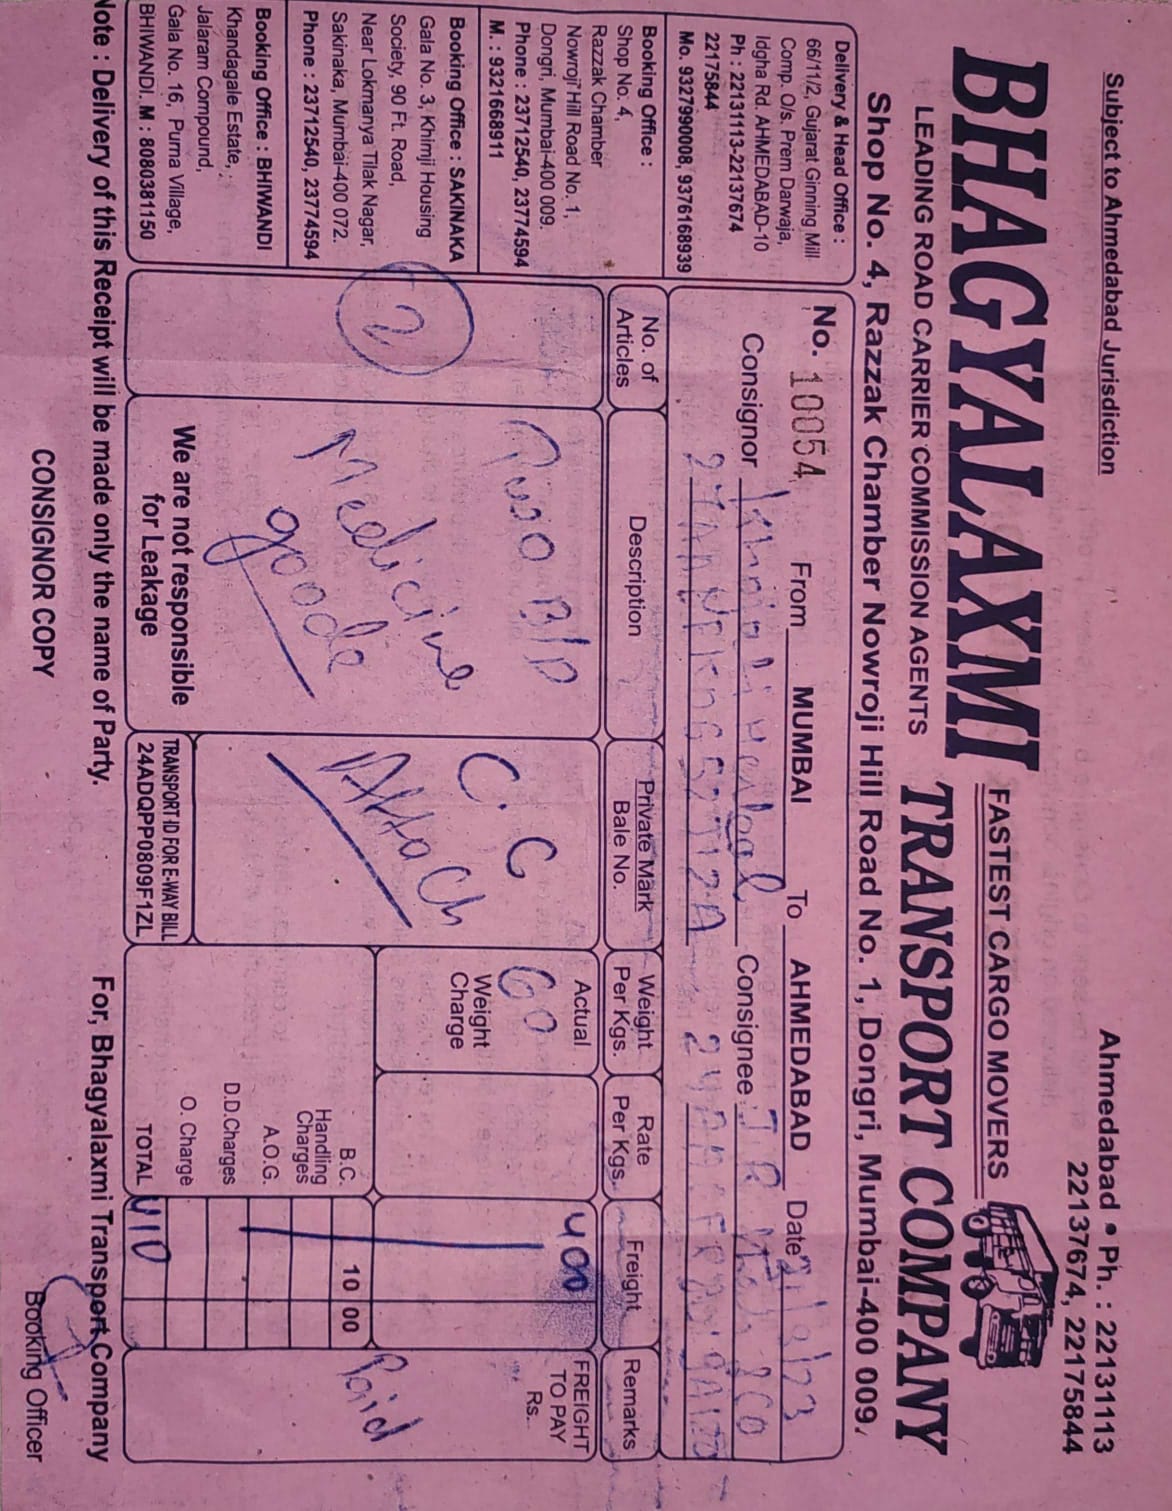 Subject to Ahmedabad Jurisdiction
Ahmedabad • Ph. : 22131113
22137674, 22175844
BHAGYALAXMI
FASTEST CARGO MOVERS
TRANSPORT COMPANY
LEADING ROAD CARRIER COMMISSION AGENTS
Shop No. 4, Razzak Chamber Nowroji Hill Road No. 1, Dongri, Mumbai-400 009.
Delivery & Head Office :
66/11/2, Gujarat Ginning Mill
Comp. O/s. Prem Darwaja,
Idgha Rd. AHMEDABAD-10
Ph : 22131113-22137674
22175844
Mo. 9327990008, 9376168939
Booking Office :
Shop No. 4,
Razzak Chamber
Nowroji Hill Road No. 1,
Dongri, Mumbai-400 009.
Phone : 23712540, 23774594
M. : 9321668911
Booking Office : SAKINAKA
Gala No. 3, Khimji Housing
Society, 90 Ft. Road,
Near Lokmanya Tilak Nagar,
Sakinaka, Mumbai-400 072.
Phone : 23712540, 23774594
Booking Office : BHIWANDI
Khandagale Estate,
Jalaram Compound,
Gala No. 16, Purna Village,
BHIWANDI. M : 8080381150
No. 10054 From MUMBAI To AHMEDABAD Date
Consignor Consignee
No. of Articles
Description
Private Mark Bale No.
Weight Per Kgs.
Rate Per Kgs.
Freight
Remarks
2
Medicine
goods
C. C
Attach
Actual
60
Weight Charge
400
FREIGHT TO PAY Rs.
Paid
B.C. 10 00
Handling Charges
A.O.G.
D.D.Charges
O. Charge
TOTAL 410
We are not responsible
for Leakage
TRANSPORT ID FOR E-WAY BILL
24ADQPP0809F1ZL
Note : Delivery of this Receipt will be made only the name of Party.
For, Bhagyalaxmi Transport Company
CONSIGNOR COPY
Booking Officer